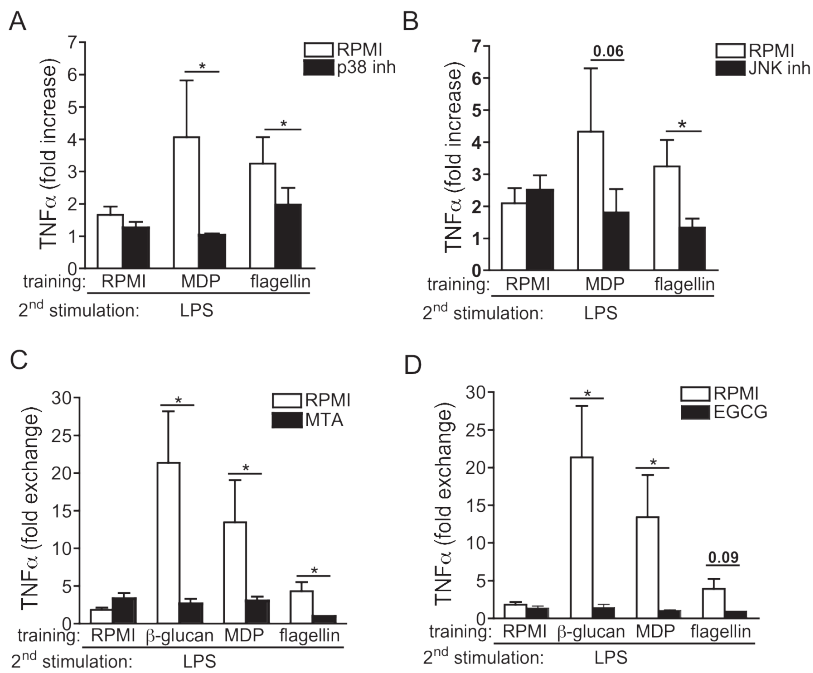 A
TNFα (fold increase)
7
6
5
4
3
2
1
0
RPMI
p38 inh
*
*
training: RPMI MDP flagellin
2nd stimulation: LPS
B
TNFα (fold increase)
7
6
5
4
3
2
1
0
RPMI
JNK inh
0.06
*
training: RPMI MDP flagellin
2nd stimulation: LPS
C
TNFα (fold exchange)
30
25
20
15
10
5
0
RPMI
MTA
*
*
*
training: RPMI β-glucan MDP flagellin
2nd stimulation: LPS
D
TNFα (fold exchange)
30
25
20
15
10
5
0
RPMI
EGCG
*
*
0.09
training: RPMI β-glucan MDP flagellin
2nd stimulation: LPS